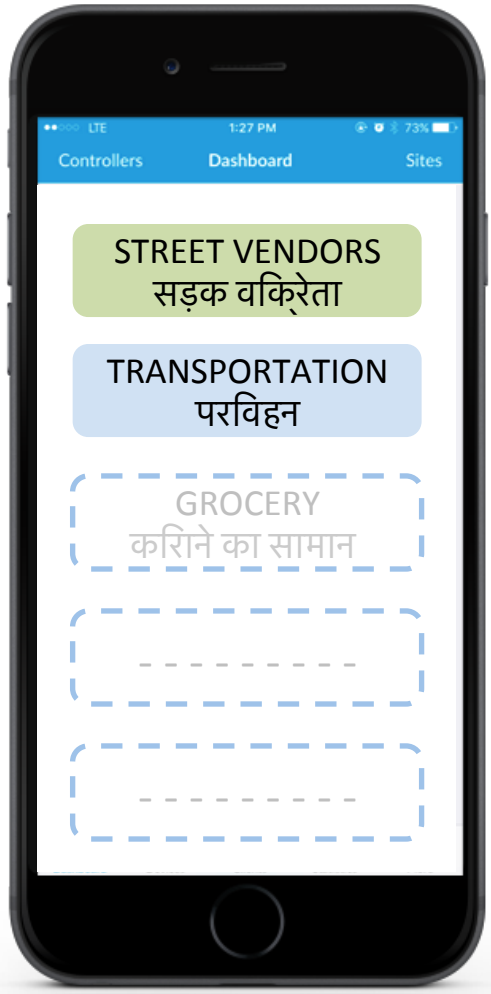 LTE 1:27 PM 73%
Controllers Dashboard Sites
STREET VENDORS
सड़क विक्रेता
TRANSPORTATION
परिवहन
GROCERY
किराने का सामान
- - - - - - - - -
- - - - - - - - -